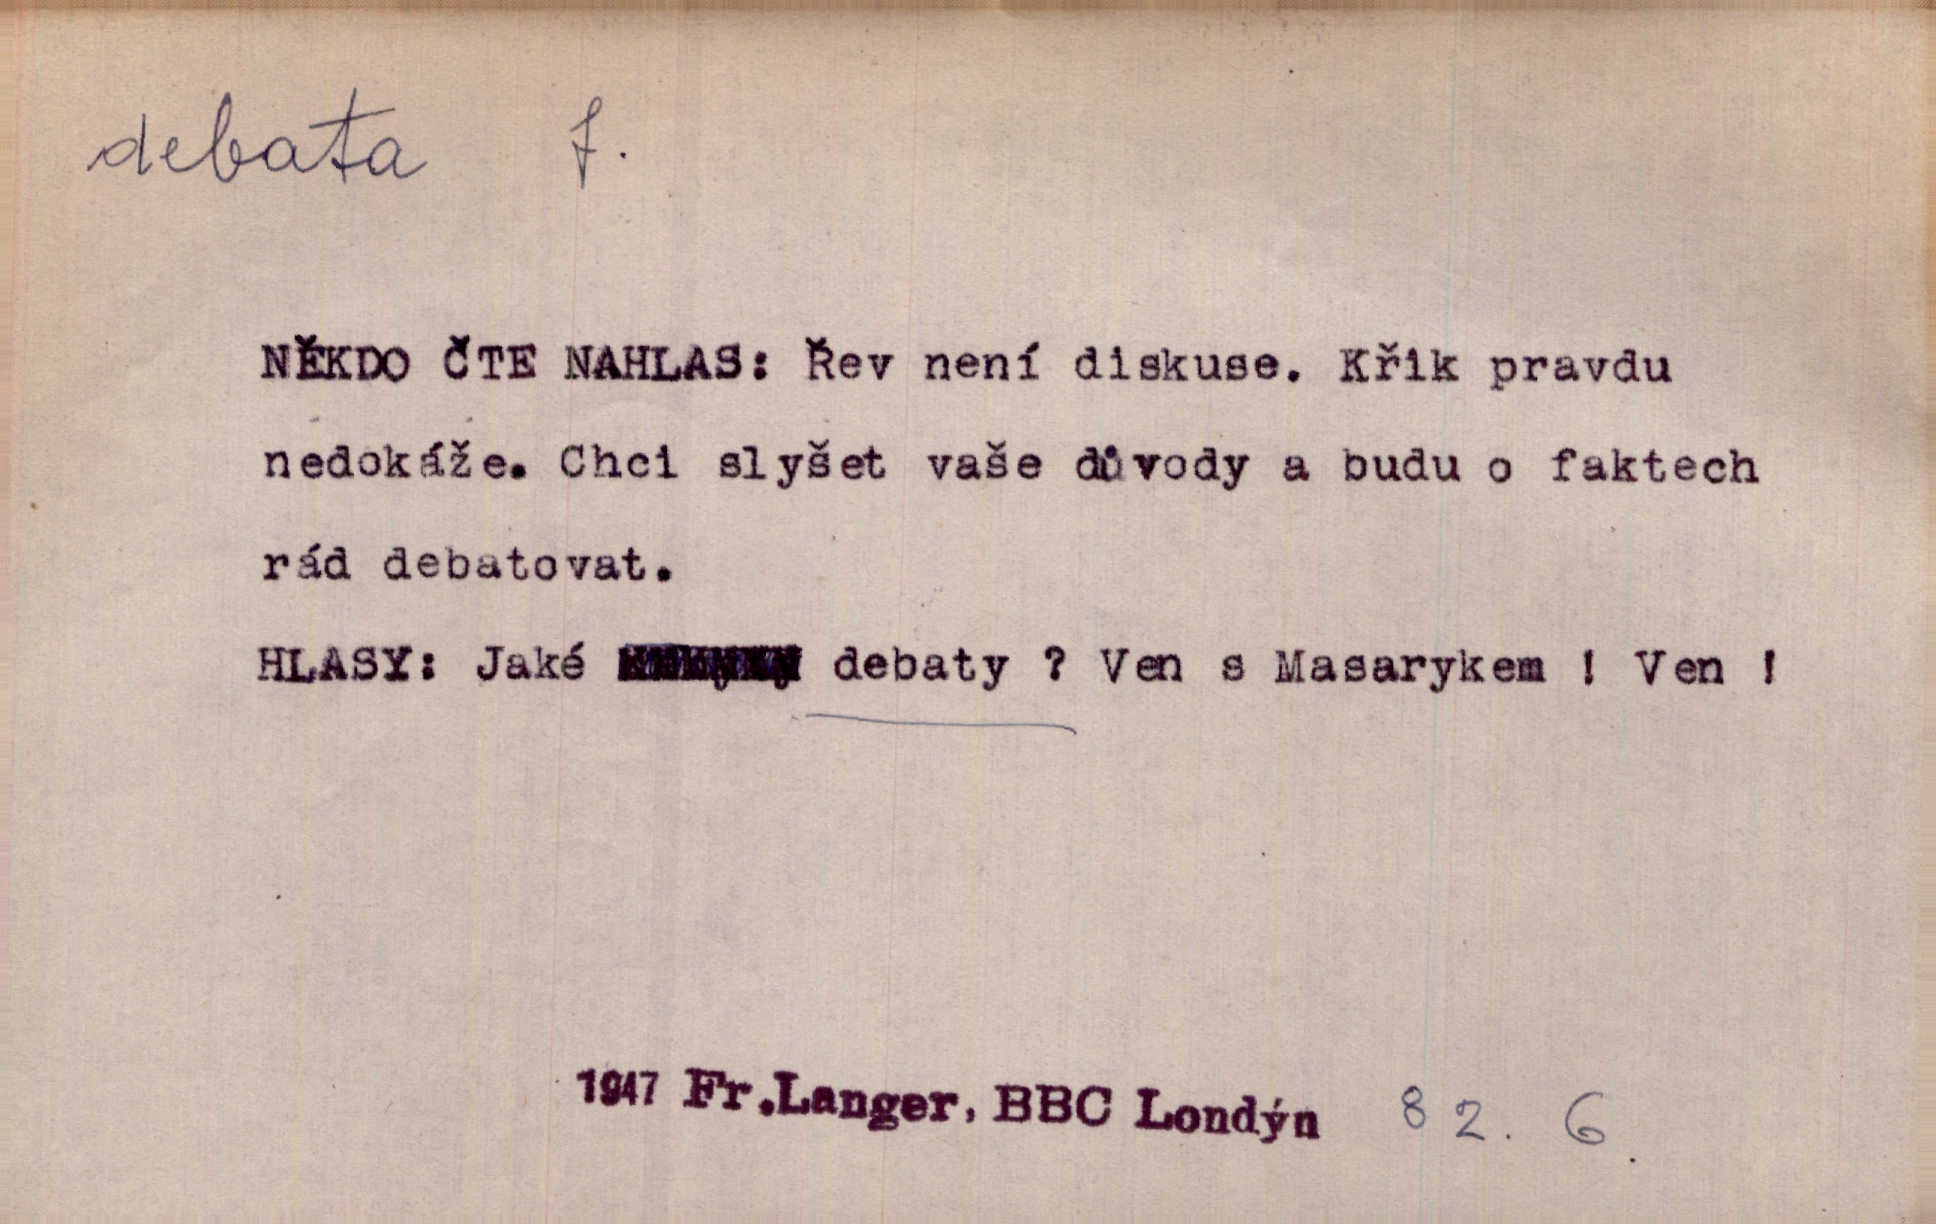 debata f.
NĚKDO ČTE NAHLAS: Řev není diskuse. Křik pravdu
nedokáže. Chci slyšet vaše důvody a budu o faktech
rád debatovat.
HLASY: Jaké debaty ? Ven s Masarykem ! Ven !
1947 Fr.Langer, BBC Londýn 82. 6.